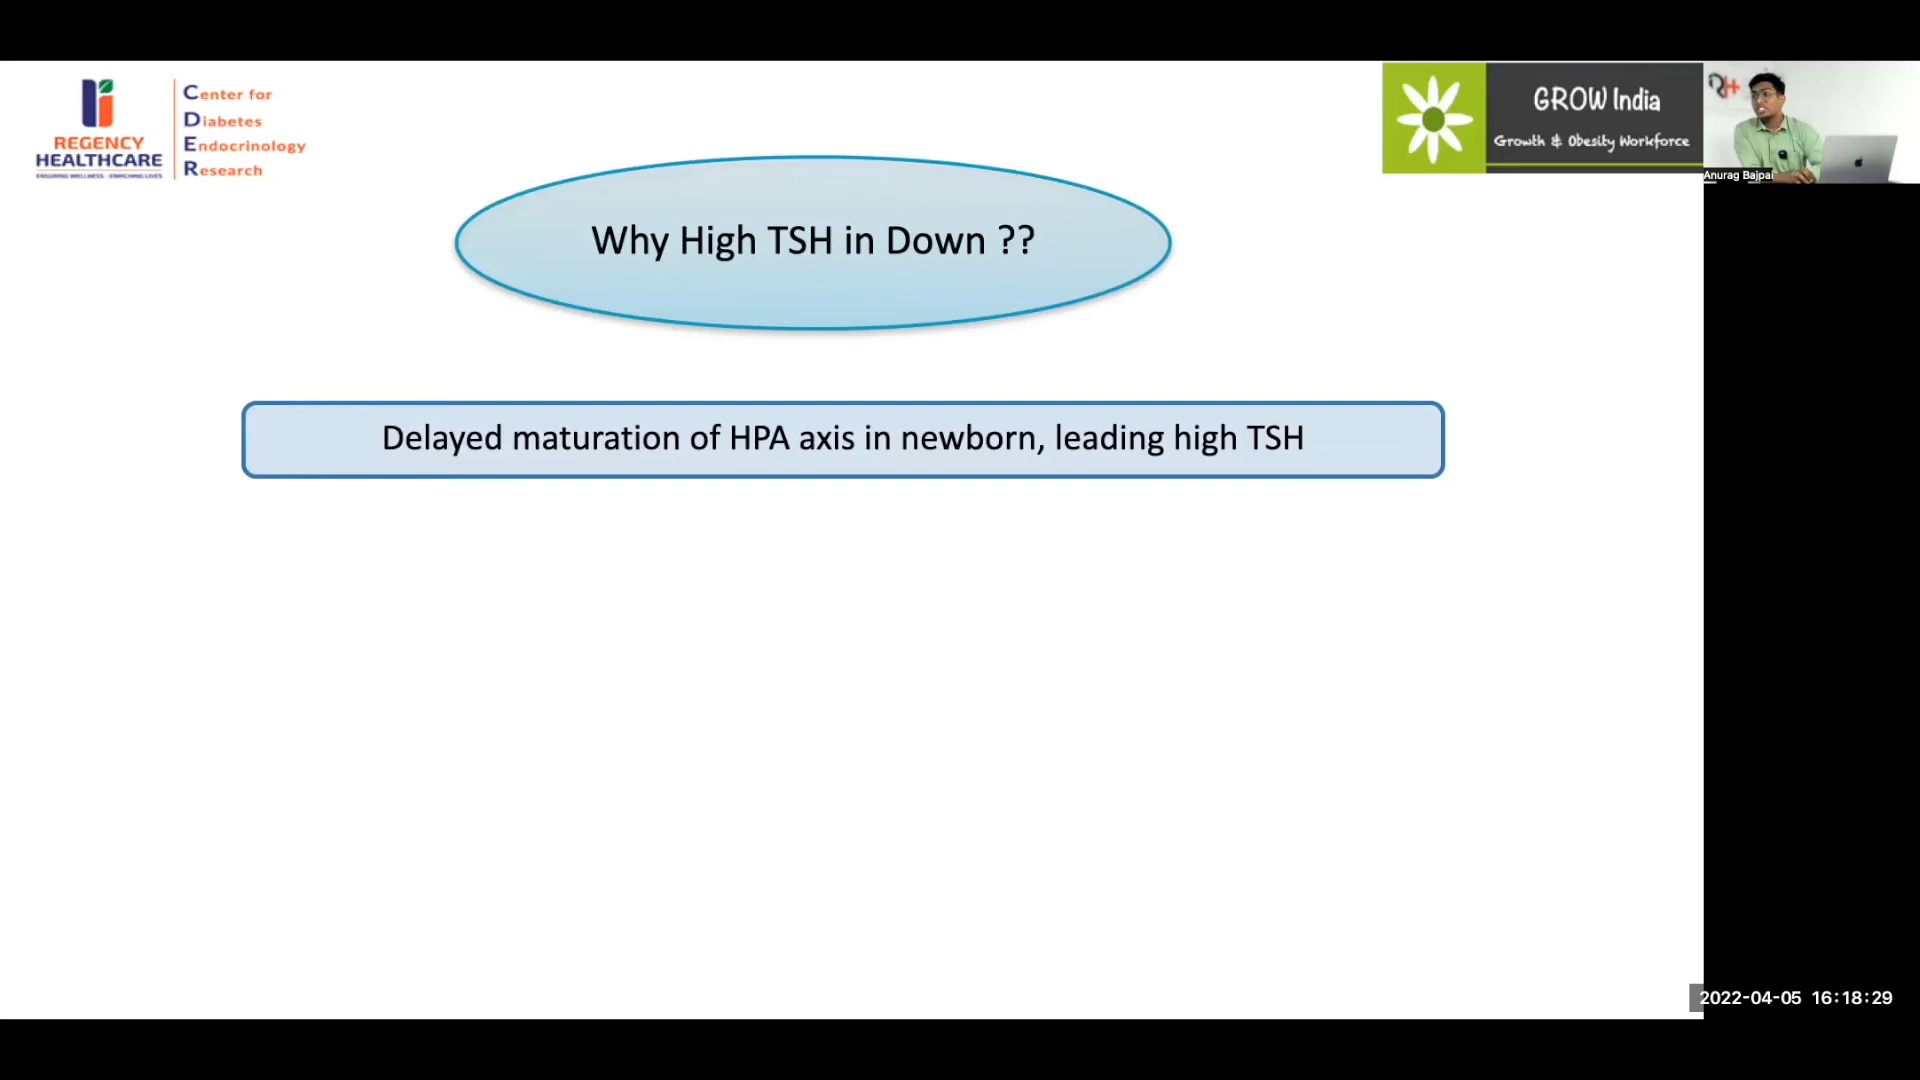 REGENCY
HEALTHCARE
ENSURING WELLNESS - ENRICHING LIVES
Center for
Diabetes
Endocrinology
Research
GROW India
Growth & Obesity Workforce
Anurag Bajpai
Why High TSH in Down ??
Delayed maturation of HPA axis in newborn, leading high TSH
2022-04-05 16:18:29